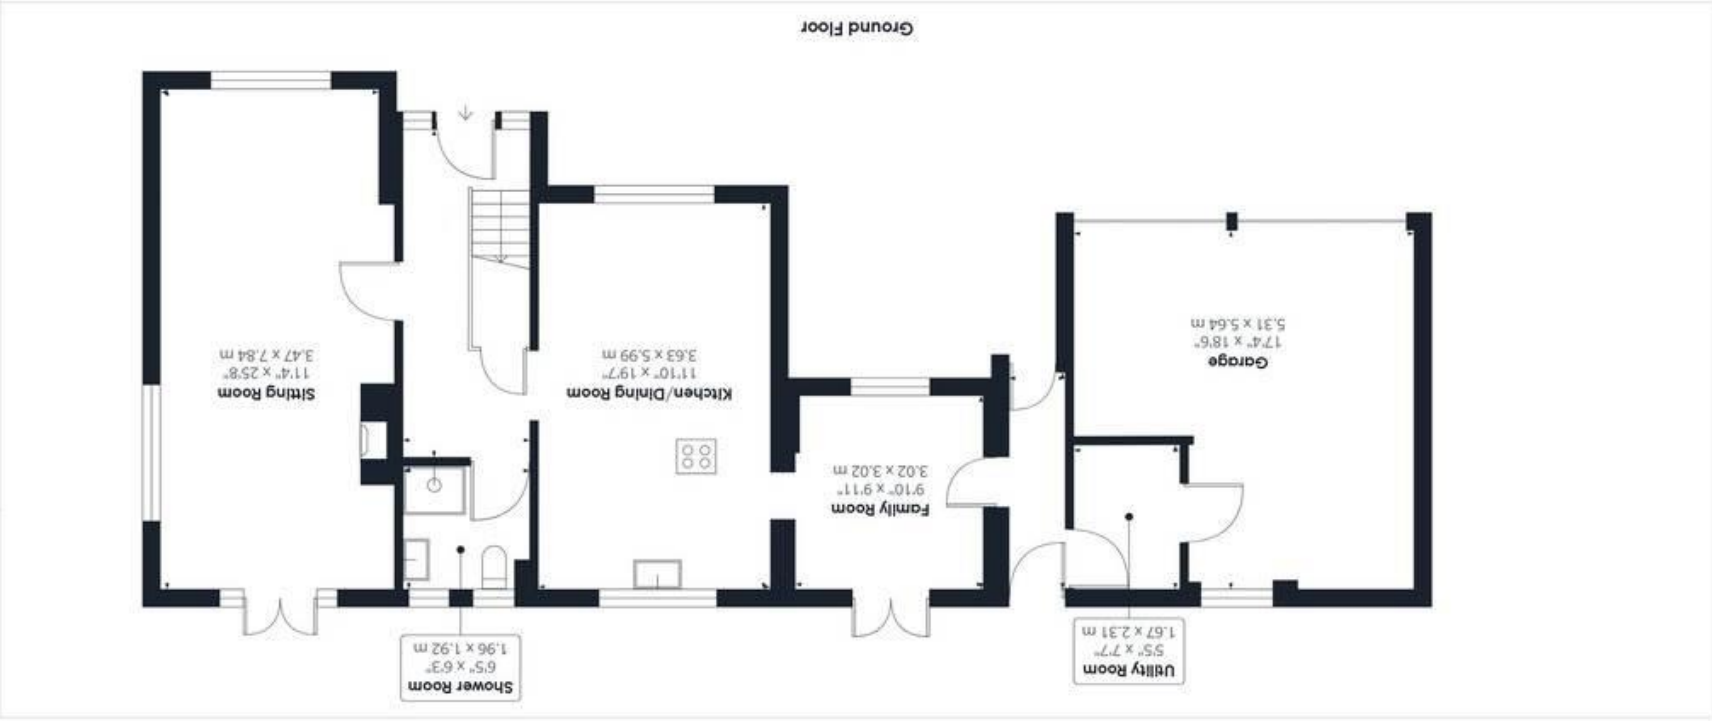 Utility Room
5'5" x 7'7"
1.67 x 2.31 m
Shower Room
6'5" x 6'3"
1.96 x 1.92 m
Family Room
9'10" x 9'11"
3.02 x 3.02 m
Garage
17'4" x 18'6"
5.31 x 5.64 m
Kitchen/Dining Room
11'10" x 19'7"
3.63 x 5.99 m
Sitting Room
11'4" x 25'8"
3.47 x 7.84 m
Ground Floor